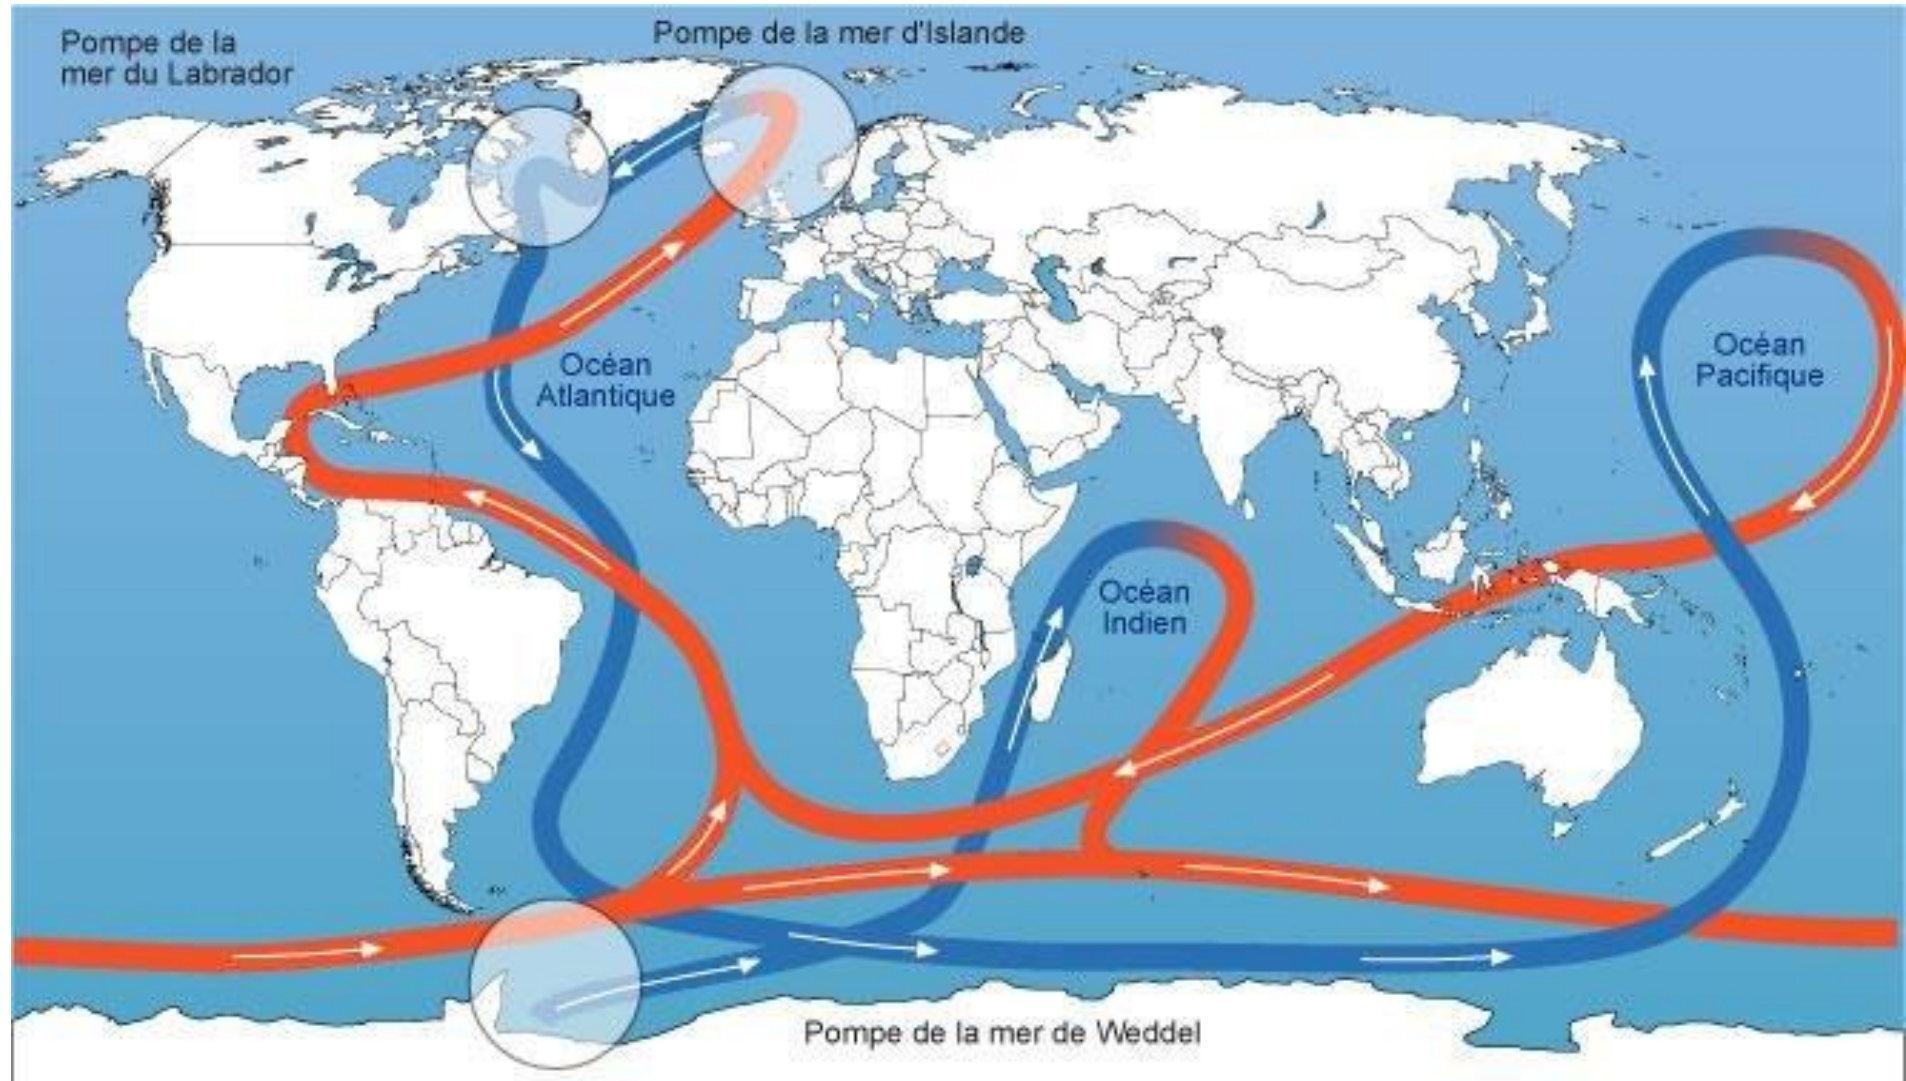 Pompe de la
mer du Labrador
Pompe de la mer d'Islande
Océan
Atlantique
Océan
Pacifique
Océan
Indien
Pompe de la mer de Weddel